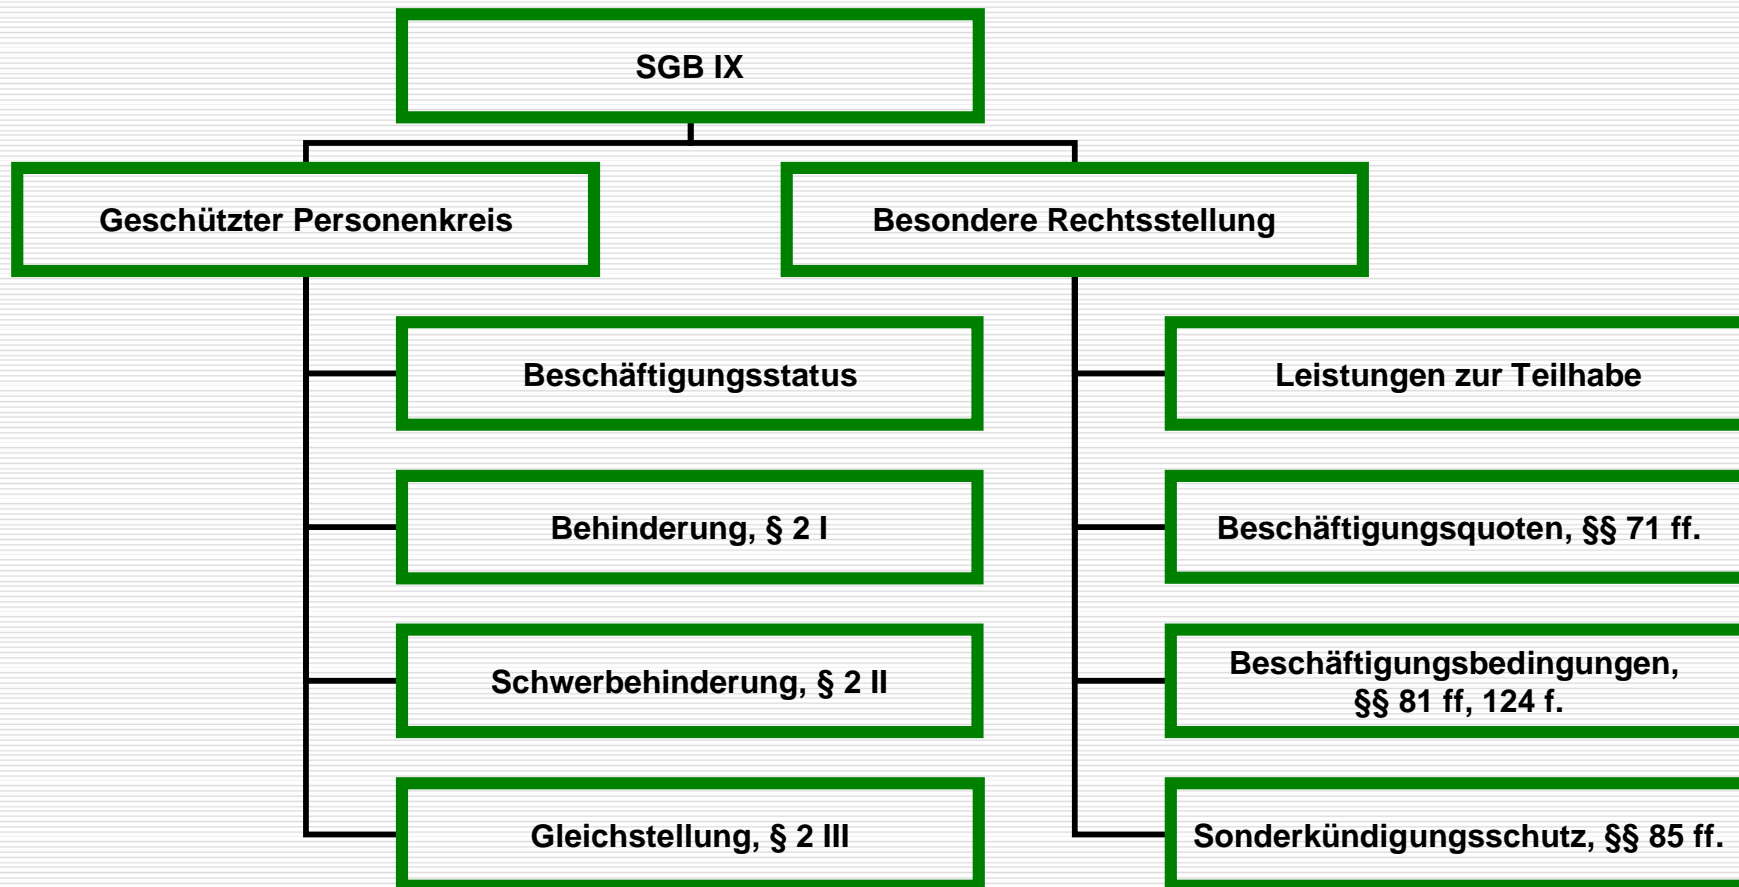 SGB IX
Geschützter Personenkreis
Besondere Rechtsstellung
Beschäftigungsstatus
Behinderung, § 2 I
Schwerbehinderung, § 2 II
Gleichstellung, § 2 III
Leistungen zur Teilhabe
Beschäftigungsquoten, §§ 71 ff.
Beschäftigungsbedingungen,
§§ 81 ff, 124 f.
Sonderkündigungsschutz, §§ 85 ff.